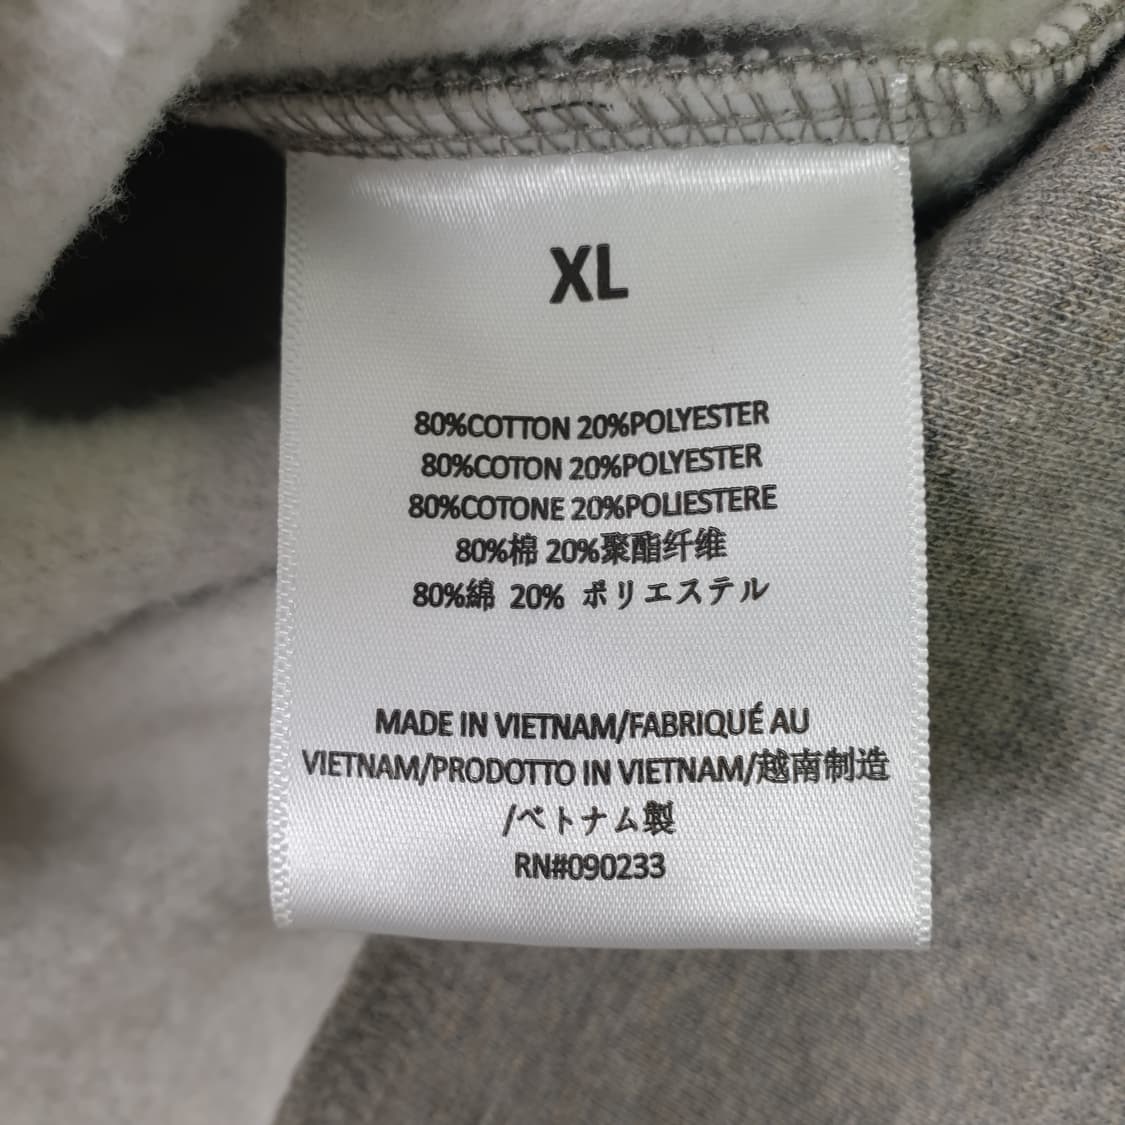 XL
80%COTTON 20%POLYESTER
80%COTON 20%POLYESTER
80%COTONE 20%POLIESTERE
80%棉 20%聚酯纤维
80%綿 20% ポリエステル
MADE IN VIETNAM/FABRIQUÉ AU
VIETNAM/PRODOTTO IN VIETNAM/越南制造
/ベトナム製
RN#090233